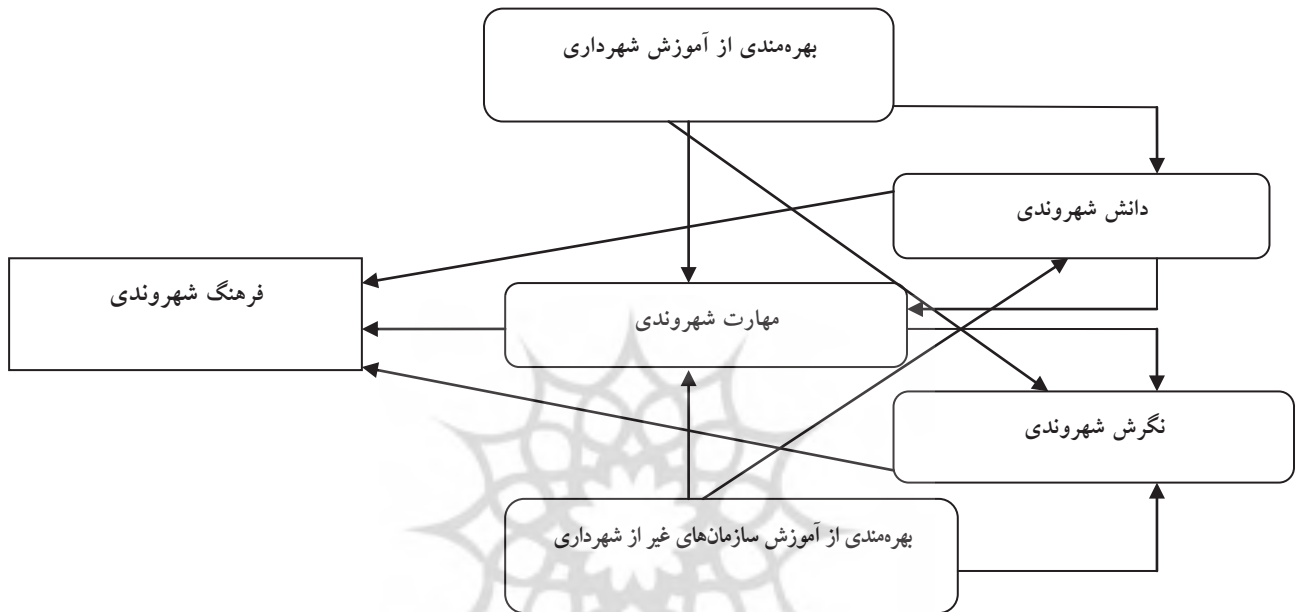 بهره‌مندی از آموزش شهرداری
دانش شهروندی
فرهنگ شهروندی
مهارت شهروندی
نگرش شهروندی
بهره‌مندی از آموزش سازمان‌های غیر از شهرداری